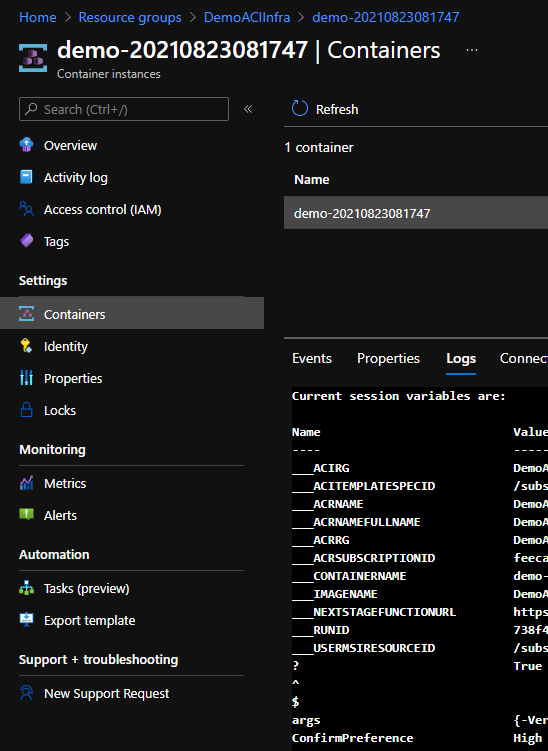 Home > Resource groups > DemoACIInfra > demo-20210823081747
demo-20210823081747 | Containers ...
Container instances
Search (Ctrl+/)
«
Overview
Activity log
Access control (IAM)
Tags
Settings
Containers
Identity
Properties
Locks
Monitoring
Metrics
Alerts
Automation
Tasks (preview)
Export template
Support + troubleshooting
New Support Request
Refresh
1 container
Name
demo-20210823081747
Events Properties Logs Connec
Current session variables are:
Name Value
---- -----
___ACIRG DemoA
___ACITEMPLATESPECID /subs
___ACRNAME DemoA
___ACRNAMEFULLNAME DemoA
___ACRRG DemoA
___ACRSUBSCRIPTIONID feeca
___CONTAINERNAME demo-
___IMAGENAME DemoA
___NEXTSTAGEFUNCTIONURL https
___RUNID 738f4
___USERMSIRESOURCEID /subs
? True
^
$
args {-Ver
ConfirmPreference High